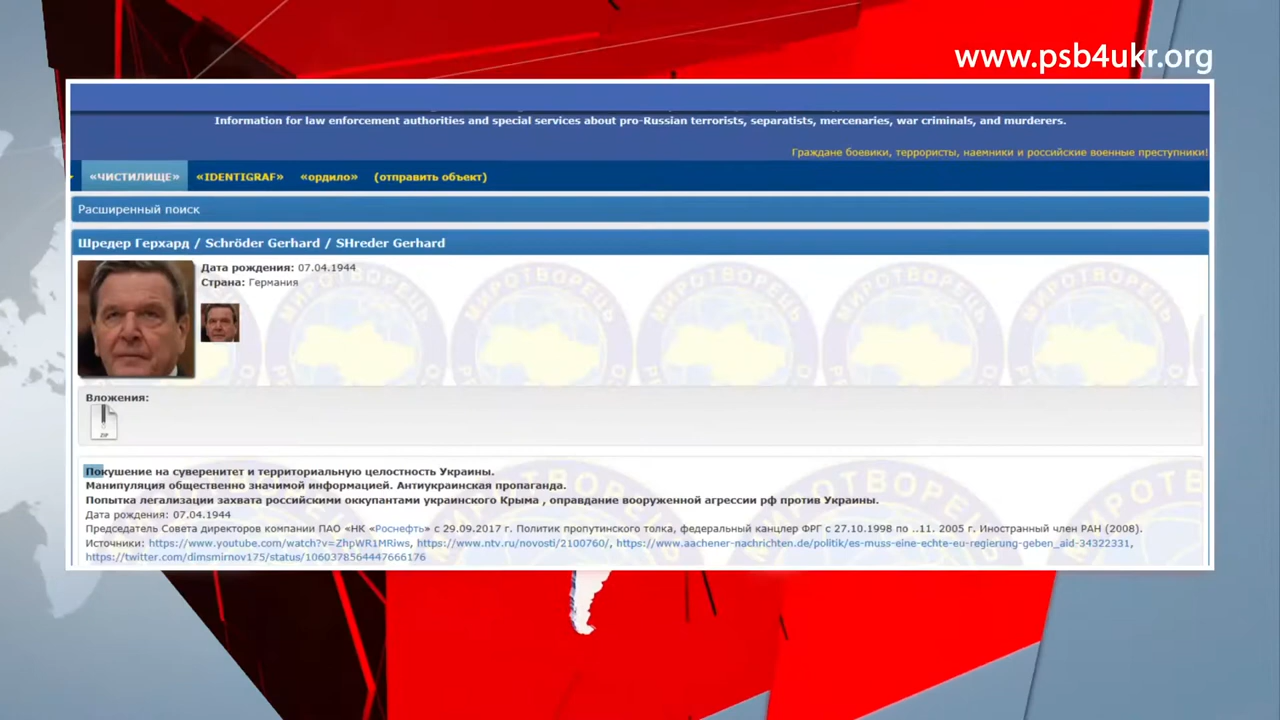 www.psb4ukr.org
Information for law enforcement authorities and special services about pro-Russian terrorists, separatists, mercenaries, war criminals, and murderers.
Граждане боевики, террористы, наемники и российские военные преступники!
«ЧИСТИЛИЩЕ» «IDENTIGRAF» «ордило» (отправить объект)
Расширенный поиск
Шредер Герхард / Schröder Gerhard / SHreder Gerhard
Дата рождения: 07.04.1944
Страна: Германия
МИРОТВОРЕЦЬ МИРОТВОРЕЦЬ МИРОТВОРЕЦЬ МИРОТВОРЕЦЬ МИРОТВОРЕЦЬ
Вложения:
ZIP
Покушение на суверенитет и территориальную целостность Украины.
Манипуляция общественно значимой информацией. Антиукраинская пропаганда.
Попытка легализации захвата российскими оккупантами украинского Крыма , оправдание вооруженной агрессии рф против Украины.
Дата рождения: 07.04.1944
Председатель Совета директоров компании ПАО «НК «Роснефть» с 29.09.2017 г. Политик пропутинского толка, федеральный канцлер ФРГ с 27.10.1998 по ..11. 2005 г. Иностранный член РАН (2008).
Источники: https://www.youtube.com/watch?v=ZhpWR1MRiws, https://www.ntv.ru/novosti/2100760/, https://www.aachener-nachrichten.de/politik/es-muss-eine-echte-eu-regierung-geben_aid-34322331,
https://twitter.com/dimsmirnov175/status/1060378564447666176